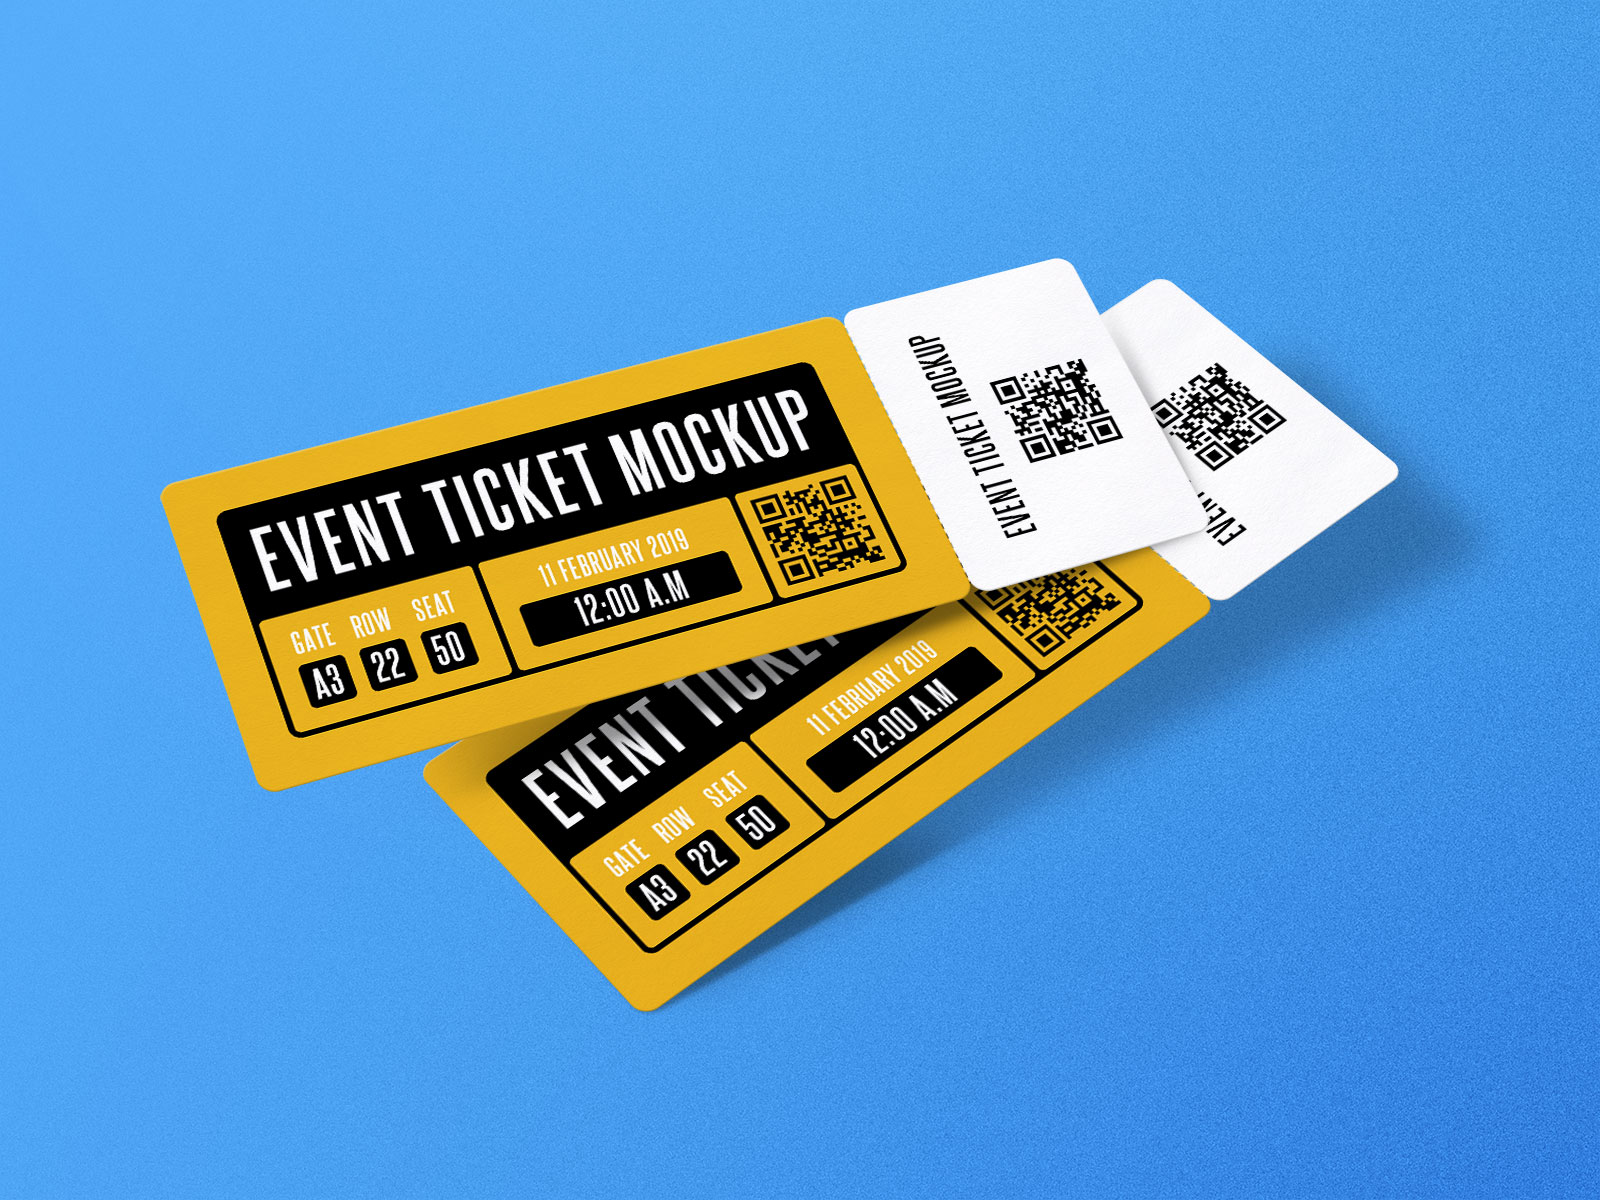 EVENT TICKET MOCKUP
11 FEBRUARY 2019
12:00 A.M
GATE ROW SEAT
A3 22 50
EVENT TICKET MOCKUP
EVENT TICKET
11 FEBRUARY 2019
12:00 A.M
GATE ROW SEAT
A3 22 50